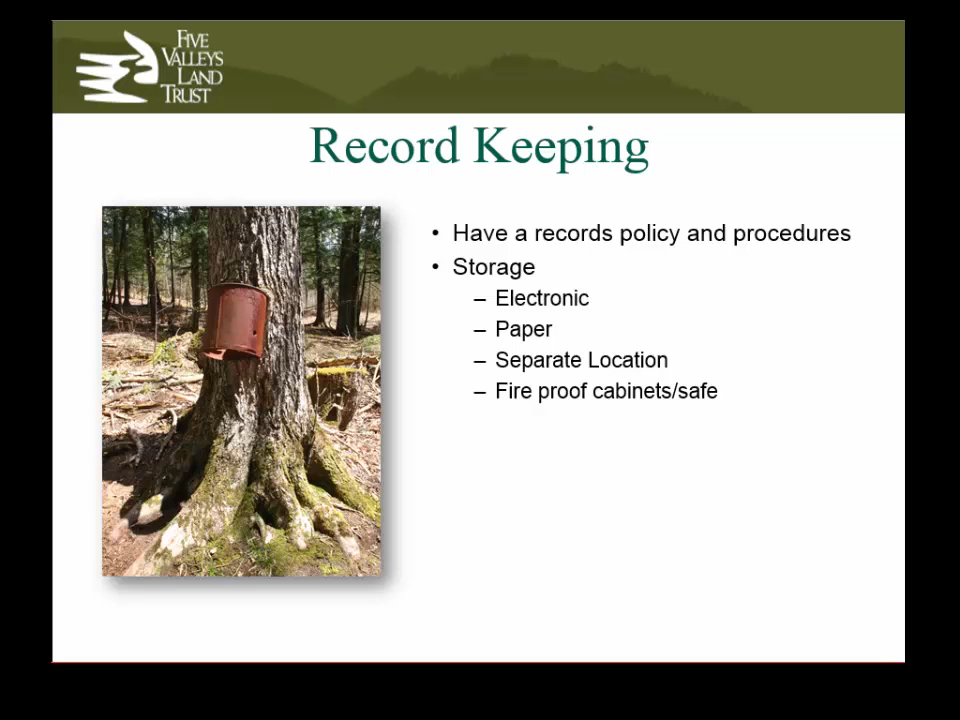 FIVE
VALLEYS
LAND
TRUST
Record Keeping
• Have a records policy and procedures
• Storage
– Electronic
– Paper
– Separate Location
– Fire proof cabinets/safe